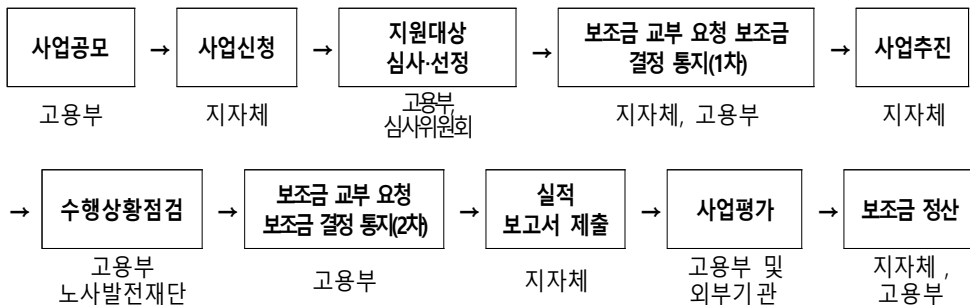 사업공모 → 사업신청 → 지원대상 → 보조금 교부 요청 보조금 → 사업추진
심사·선정 결정 통지(1차)
고용부 지자체 고용부, 지자체, 고용부 지자체
심사위원회
→ 수행상황점검 → 보조금 교부 요청 → 실적 → 사업평가 → 보조금 정산
보조금 결정 통지(2차) 보고서 제출
고용부 고용부 지자체 고용부 및 지자체 ,
노사발전재단 외부기관 고용부